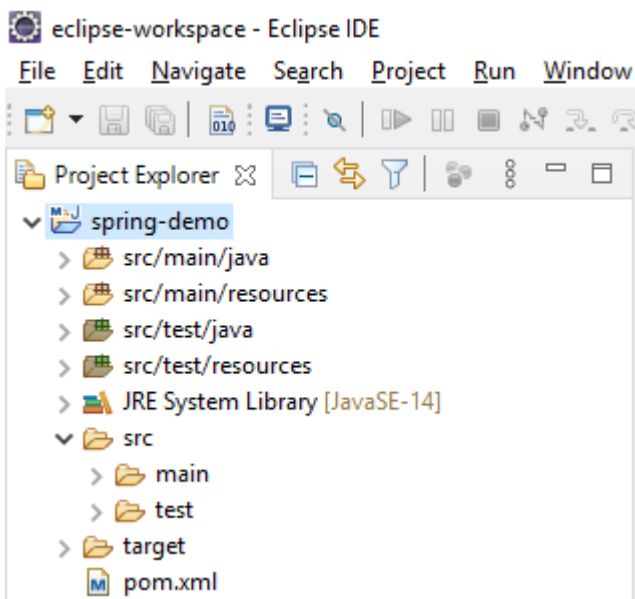 eclipse-workspace - Eclipse IDE
File Edit Navigate Search Project Run Window
010
Project Explorer
spring-demo
src/main/java
src/main/resources
src/test/java
src/test/resources
JRE System Library [JavaSE-14]
src
main
test
target
M pom.xml